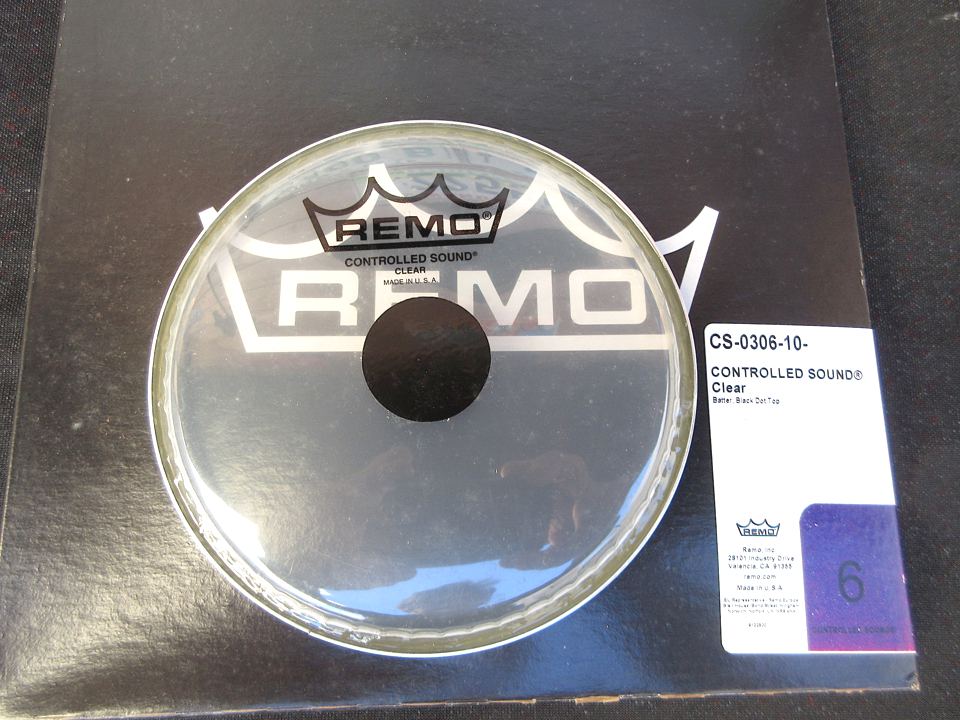 REMO®
CONTROLLED SOUND®
CLEAR
MADE IN U. S. A.
REMO
CS-0306-10-
CONTROLLED SOUND®
Clear
Batter, Black Dot Top
REMO
Remo, Inc
28101 Industry Drive
Valencia, CA 91355
remo.com
Made in U.S.A
6
CONTROLLED SOUND®